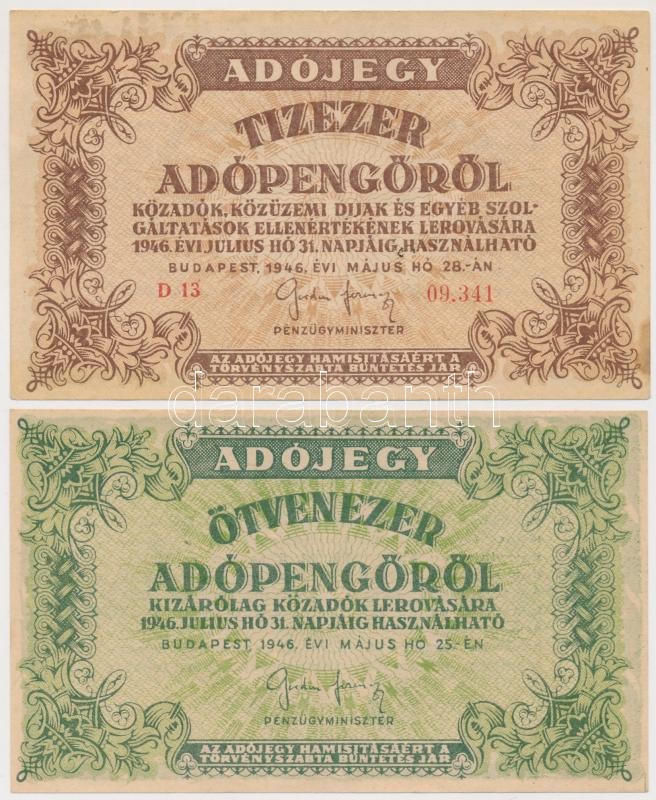 ADÓJEGY
TIZEZER
ADÓPENGŐRŐL
KÖZADÓK, KÖZÜZEMI DIJAK ÉS EGYÉB SZOL-
GÁLTATÁSOK ELLENÉRTÉKÉNEK LEROVÁSÁRA
1946. ÉVI JULIUS HÓ 31. NAPJÁIG HASZNÁLHATÓ
BUDAPEST, 1946. ÉVI MÁJUS HÓ 28.-ÁN
D 13 09.341
PÉNZÜGYMINISZTER
AZ ADÓJEGY HAMISITÁSÁÉRT A
TÖRVÉNYSZABTA BÜNTETÉS JÁR
darabanth
ADÓJEGY
ÖTVENEZER
ADÓPENGŐRŐL
KIZÁRÓLAG KÖZADÓK LEROVÁSÁRA
1946. JULIUS HÓ 31. NAPJÁIG HASZNÁLHATÓ
BUDAPEST, 1946. ÉVI MÁJUS HÓ 25.-ÉN
PÉNZÜGYMINISZTER
AZ ADÓJEGY HAMISITÁSÁÉRT A
TÖRVÉNYSZABTA BÜNTETÉS JÁR